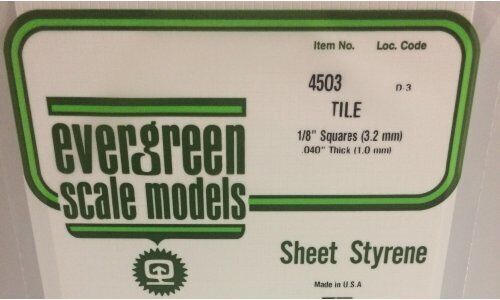 Item No. Loc. Code
4503 D-3
TILE
1/8" Squares (3.2 mm)
.040" Thick (1.0 mm)
evergreen
scale models
Sheet Styrene
Made in U.S.A